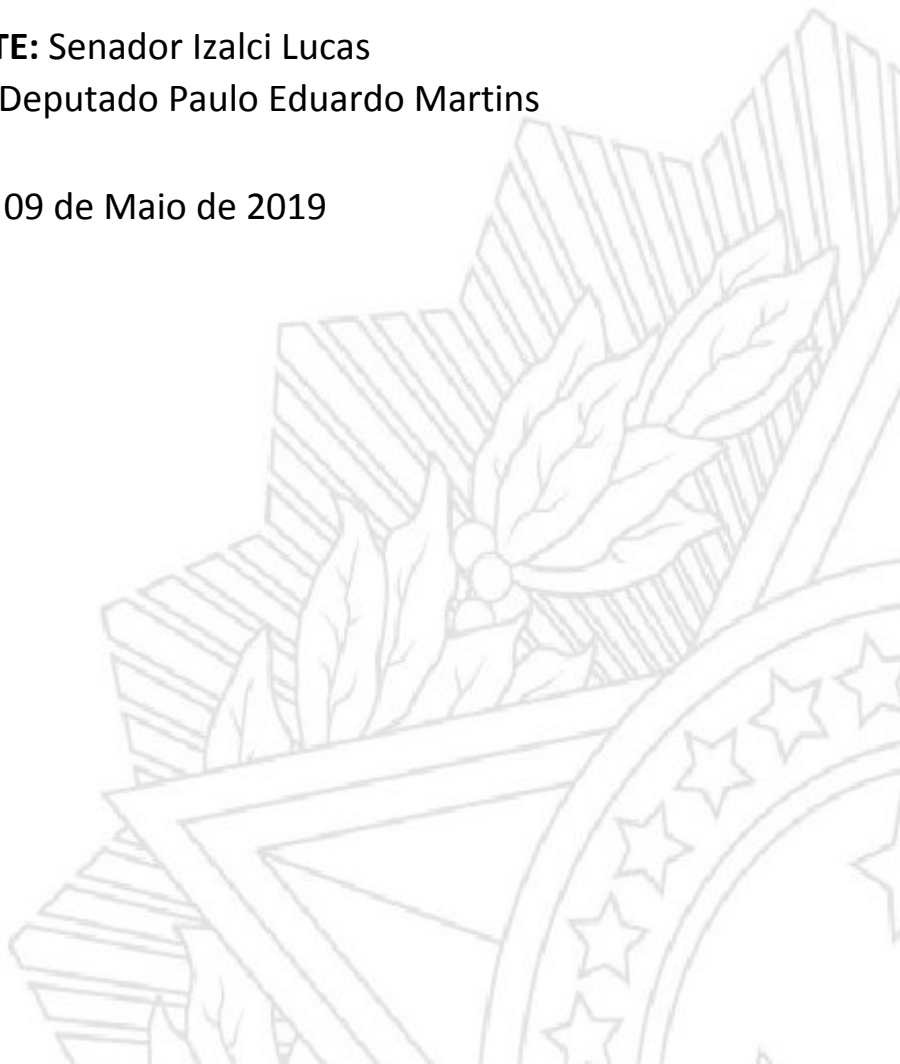 TE: Senador Izalci Lucas
Deputado Paulo Eduardo Martins
09 de Maio de 2019